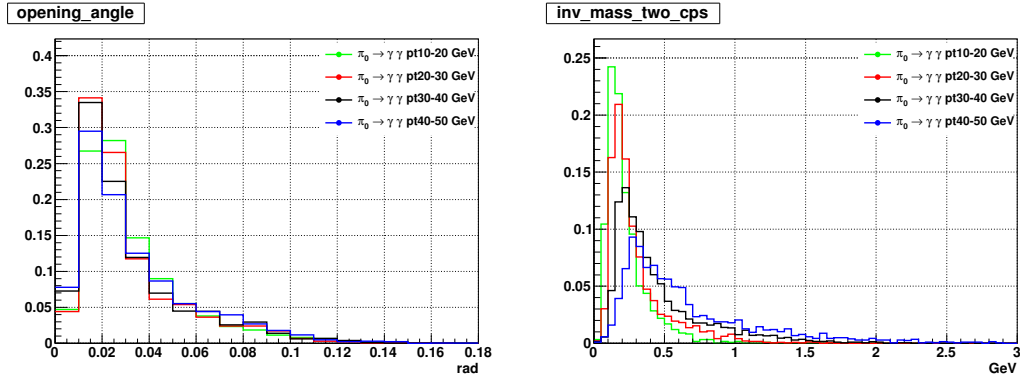 opening_angle
π₀ → γ γ pt10-20 GeV
π₀ → γ γ pt20-30 GeV
π₀ → γ γ pt30-40 GeV
π₀ → γ γ pt40-50 GeV
0.4
0.35
0.3
0.25
0.2
0.15
0.1
0.05
0
0 0.02 0.04 0.06 0.08 0.1 0.12 0.14 0.16 0.18
rad
inv_mass_two_cps
π₀ → γ γ pt10-20 GeV
π₀ → γ γ pt20-30 GeV
π₀ → γ γ pt30-40 GeV
π₀ → γ γ pt40-50 GeV
0.25
0.2
0.15
0.1
0.05
0
0 0.5 1 1.5 2 2.5 3
GeV